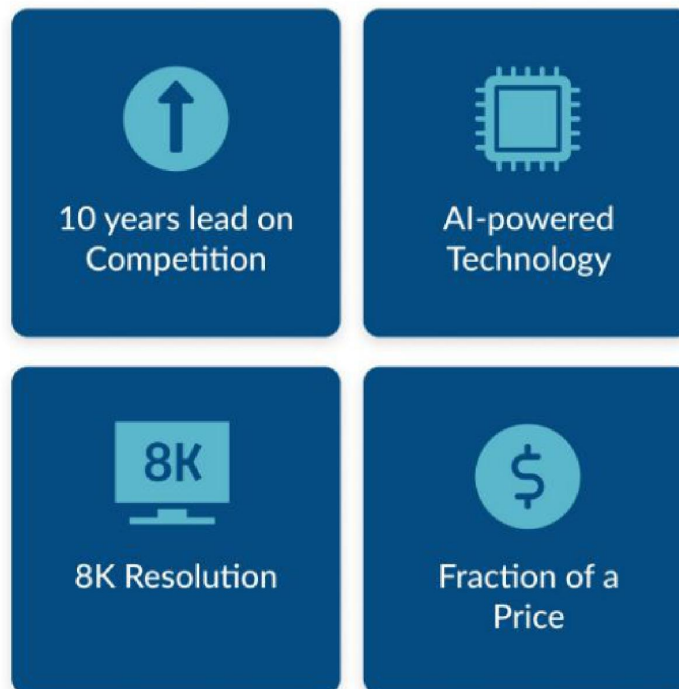 10 years lead on
Competition
AI-powered
Technology
8K
8K Resolution
$
Fraction of a
Price